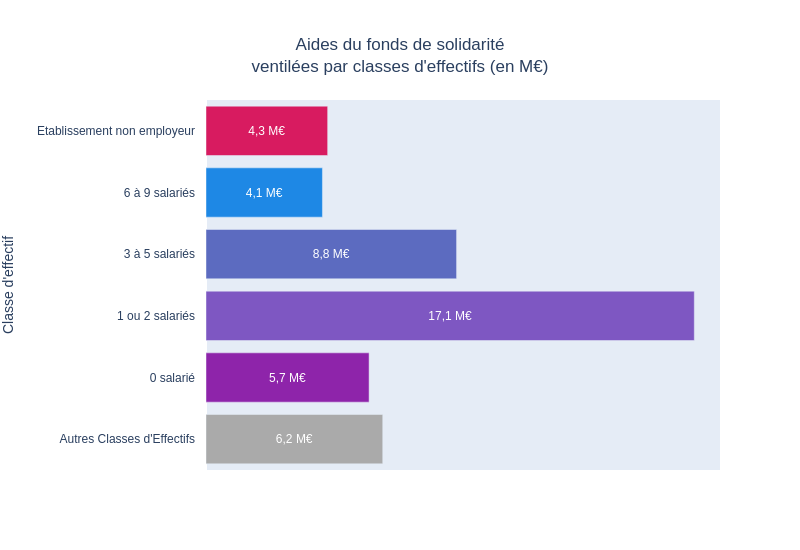 Aides du fonds de solidarité
ventilées par classes d'effectifs (en M€)
Classe d'effectif
Etablissement non employeur
4,3 M€
6 à 9 salariés
4,1 M€
3 à 5 salariés
8,8 M€
1 ou 2 salariés
17,1 M€
0 salarié
5,7 M€
Autres Classes d'Effectifs
6,2 M€